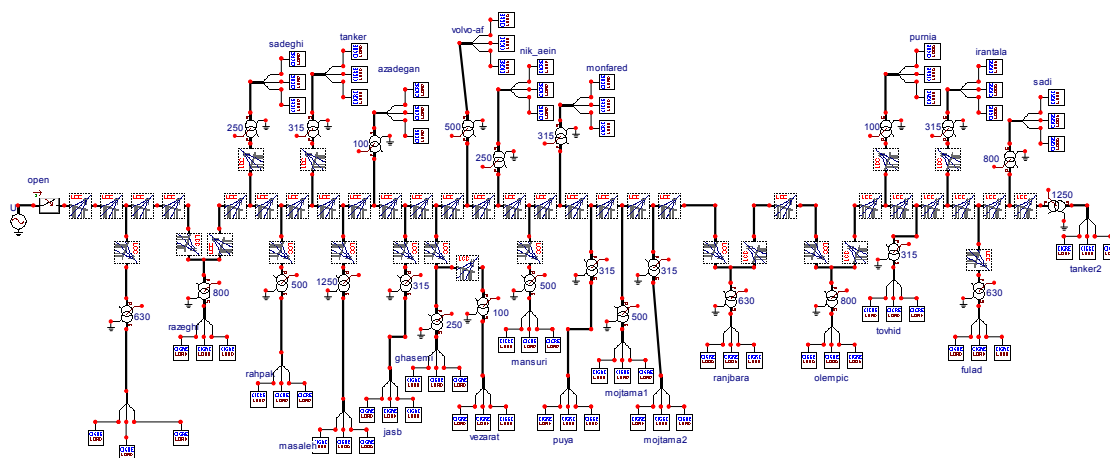 volvo-af
tanker
sadeghi
nik_aein
azadegan
monfared
purnia
irantala
sadi
250
315
100
500
250
315
100
315
800
open
U
1250
tanker2
800
500
1250
315
315
315
315
630
razeghi
250
100
500
500
630
800
tovhid
630
ghasemi
mansuri
rahpak
mojtama1
ranjbara
olempic
fulad
masaleh
jasb
vezarat
puya
mojtama2